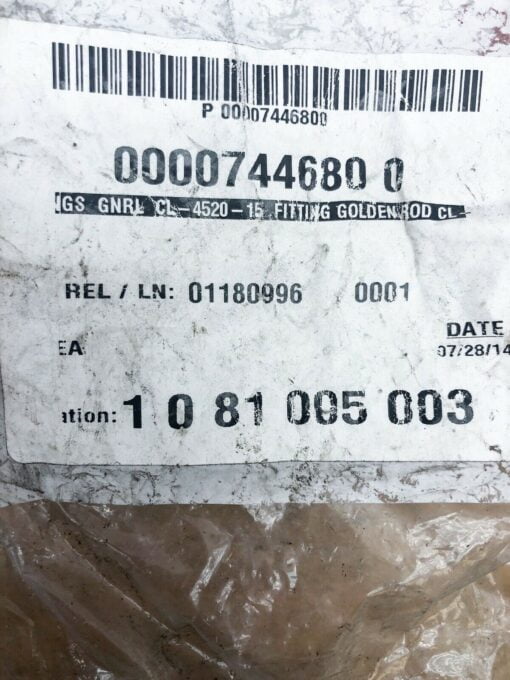 P 00007446800
0000744680 0
IGS GNRL CL-4520-15 FITTING GOLDENROD CL-
REL / LN: 01180996 0001
DATE
EA 07/28/14
ation: 1 0 81 005 003